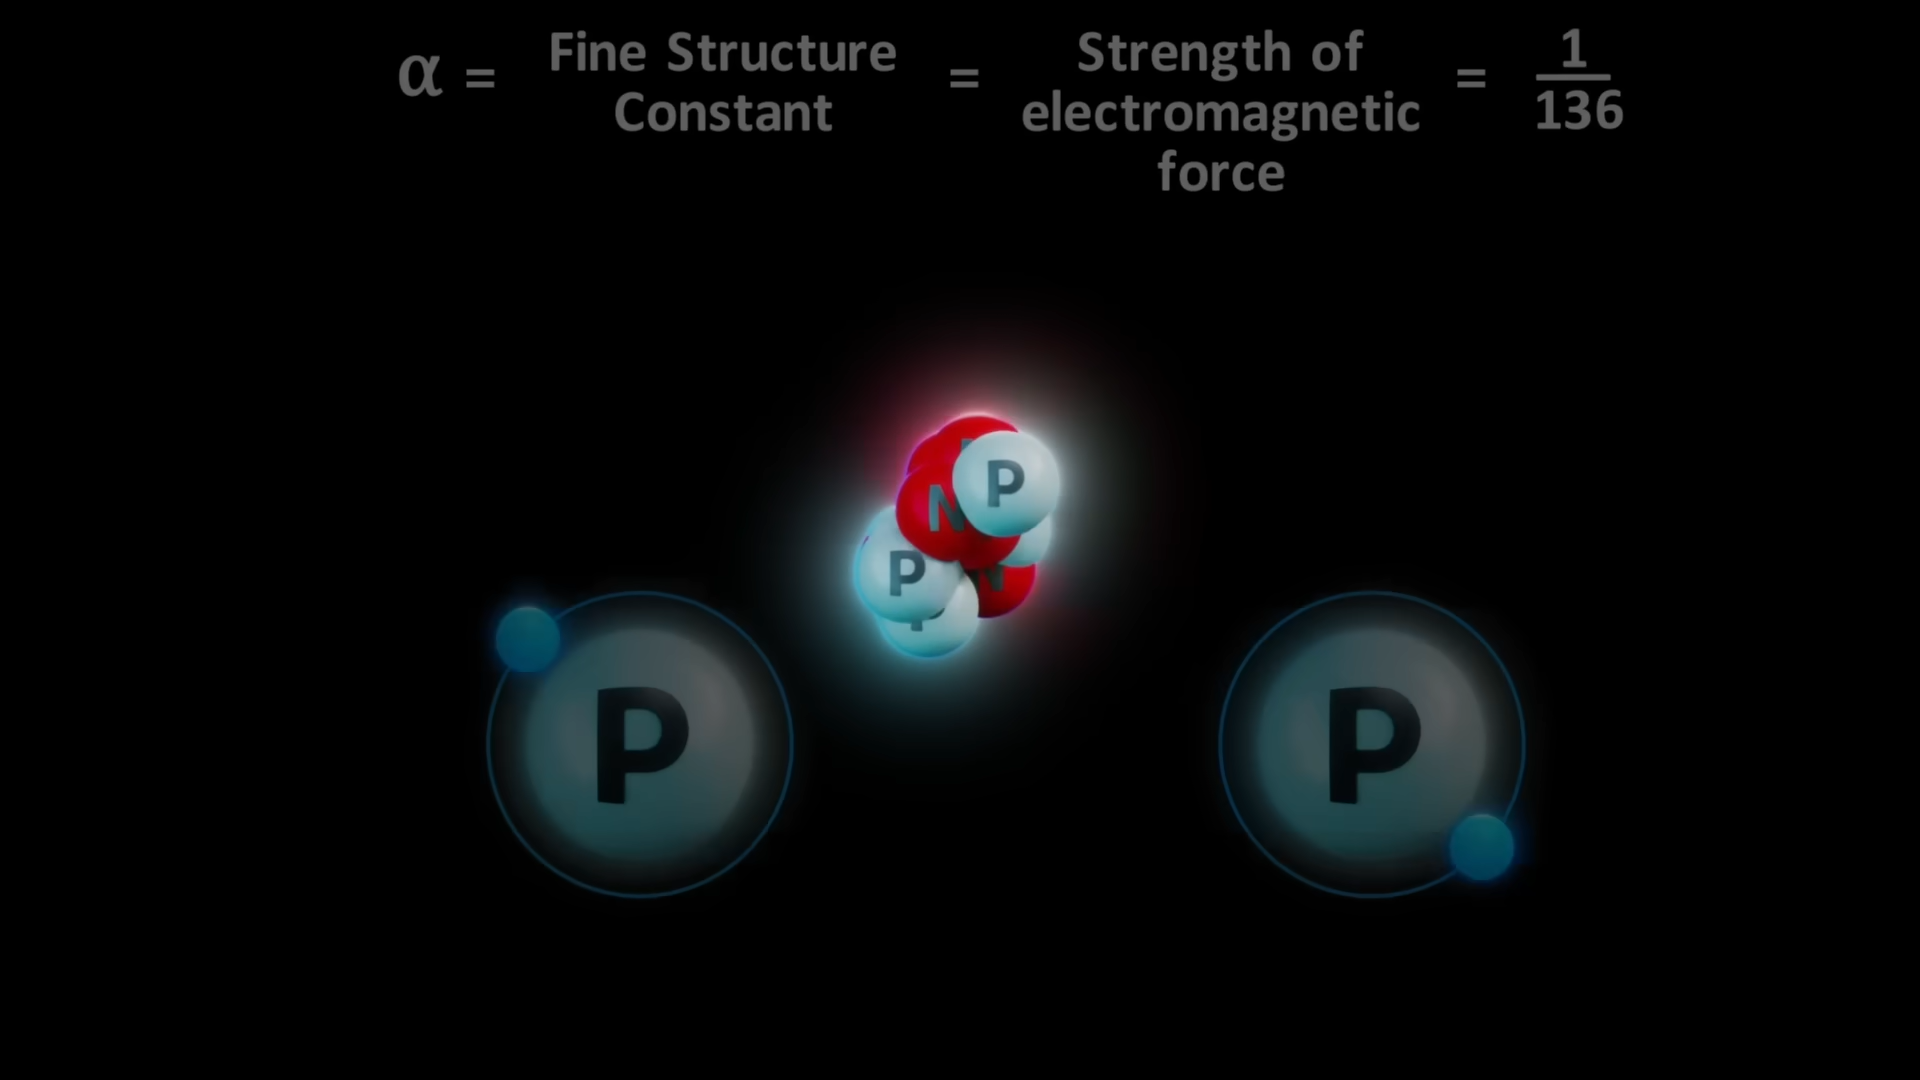 α = Fine Structure Constant = Strength of electromagnetic force = 1/136
N
P
P
N
P
P
P